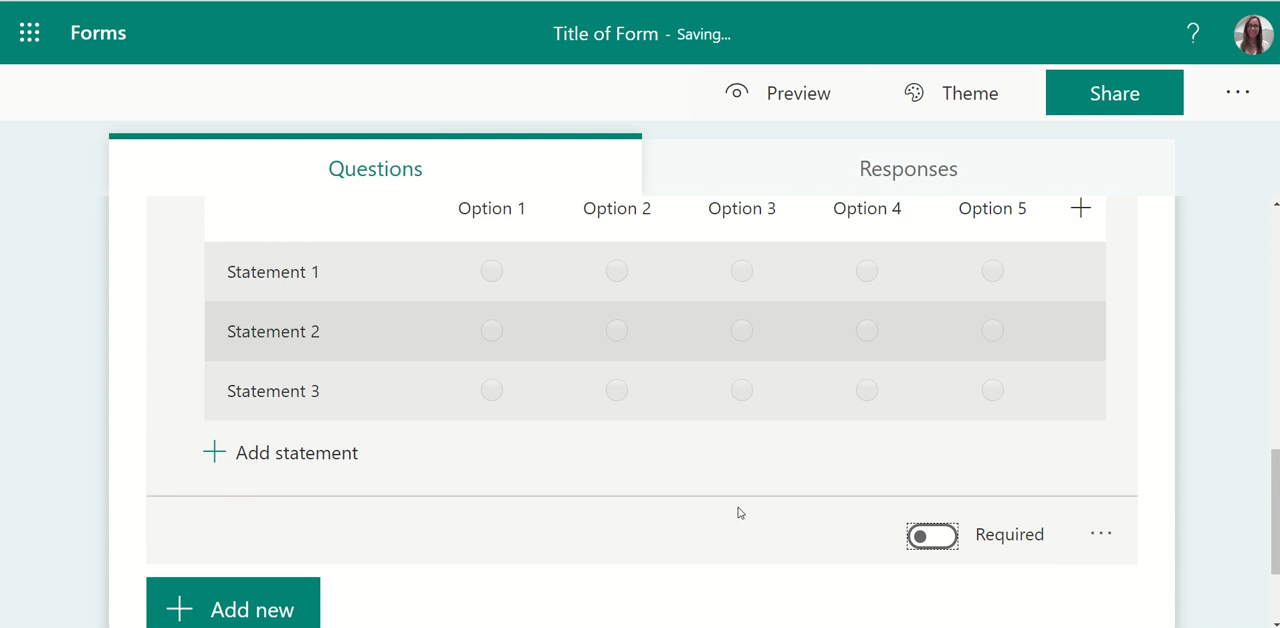 Forms
Title of Form - Saving...
?
Preview
Theme
Share
Questions
Responses
Option 1 Option 2 Option 3 Option 4 Option 5
Statement 1
Statement 2
Statement 3
Add statement
Required
Add new